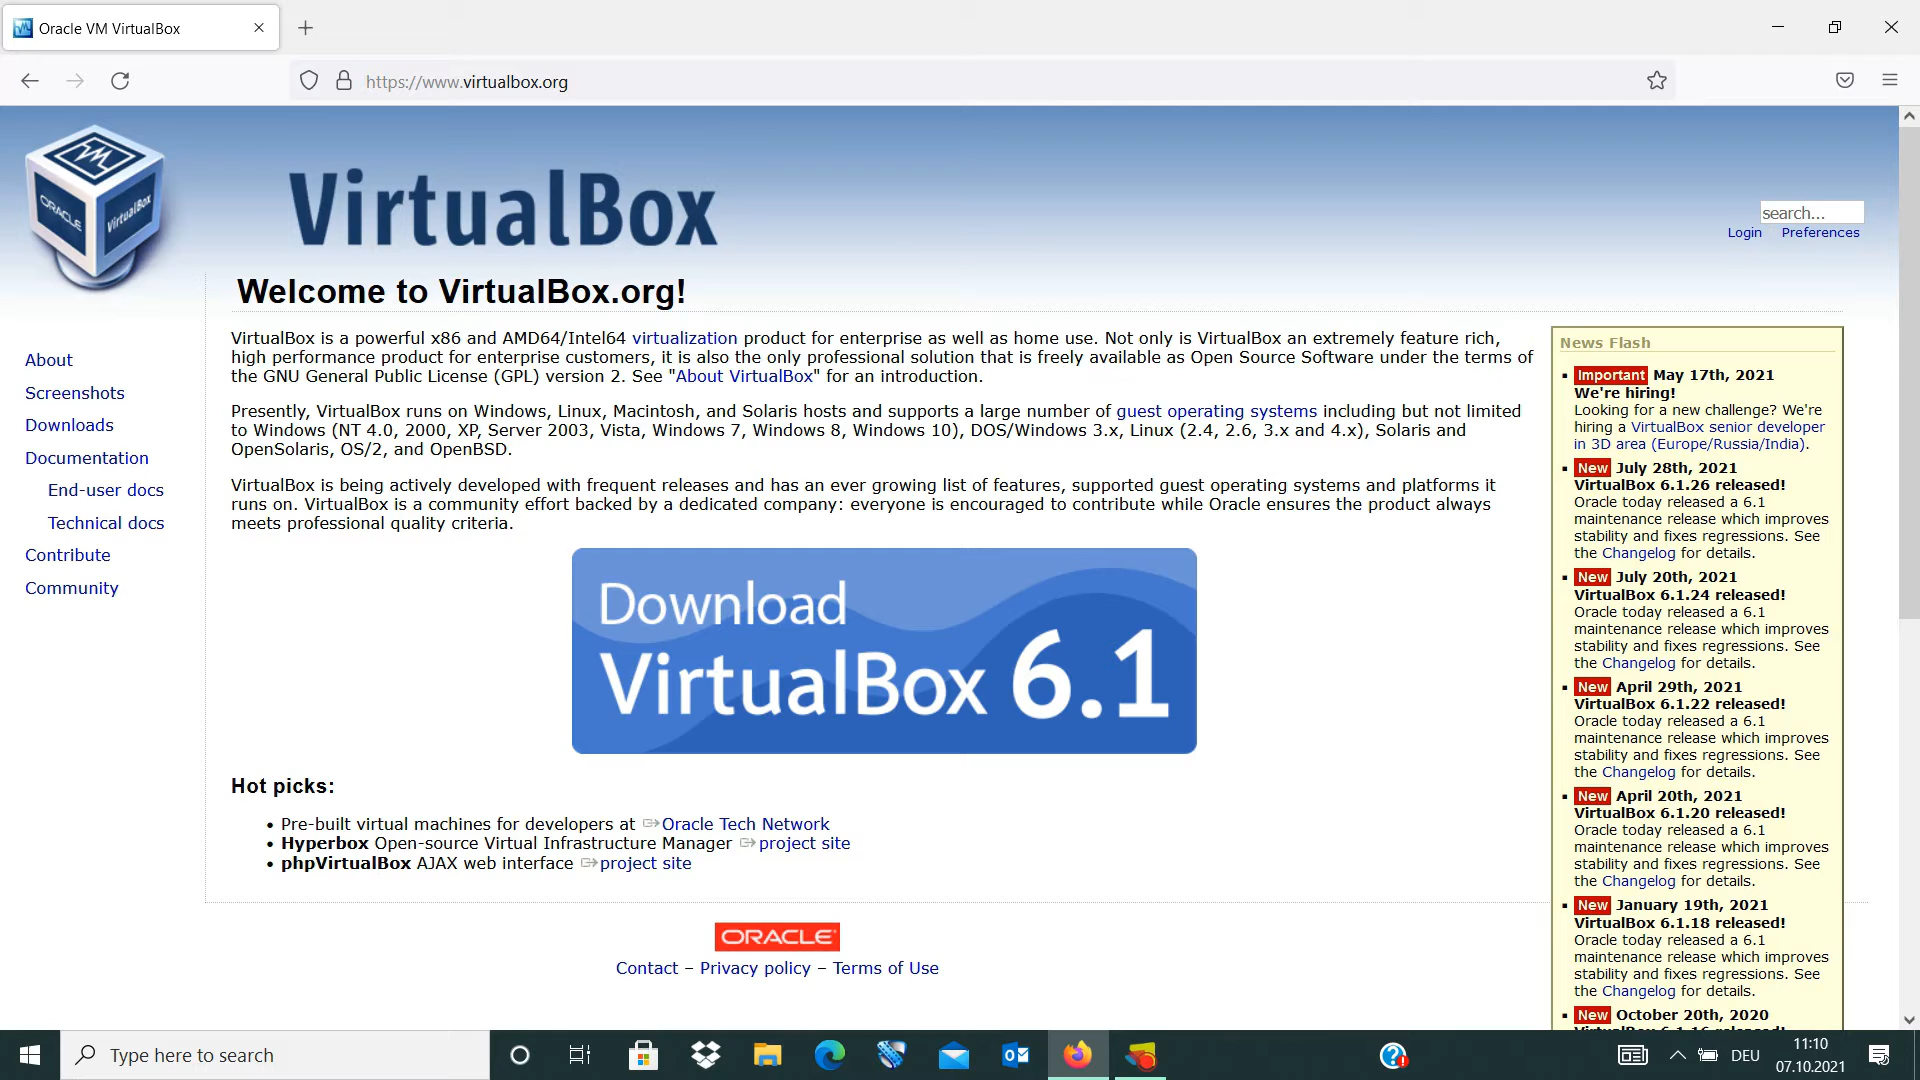 Oracle VM VirtualBox
https://www.virtualbox.org
ORACLE
VirtualBox
VirtualBox
search...
Login Preferences
Welcome to VirtualBox.org!
About
Screenshots
Downloads
Documentation
End-user docs
Technical docs
Contribute
Community
VirtualBox is a powerful x86 and AMD64/Intel64 virtualization product for enterprise as well as home use. Not only is VirtualBox an extremely feature rich,
high performance product for enterprise customers, it is also the only professional solution that is freely available as Open Source Software under the terms of
the GNU General Public License (GPL) version 2. See "About VirtualBox" for an introduction.
Presently, VirtualBox runs on Windows, Linux, Macintosh, and Solaris hosts and supports a large number of guest operating systems including but not limited
to Windows (NT 4.0, 2000, XP, Server 2003, Vista, Windows 7, Windows 8, Windows 10), DOS/Windows 3.x, Linux (2.4, 2.6, 3.x and 4.x), Solaris and
OpenSolaris, OS/2, and OpenBSD.
VirtualBox is being actively developed with frequent releases and has an ever growing list of features, supported guest operating systems and platforms it
runs on. VirtualBox is a community effort backed by a dedicated company: everyone is encouraged to contribute while Oracle ensures the product always
meets professional quality criteria.
Download
VirtualBox 6.1
Hot picks:
• Pre-built virtual machines for developers at Oracle Tech Network
• Hyperbox Open-source Virtual Infrastructure Manager project site
• phpVirtualBox AJAX web interface project site
ORACLE
Contact – Privacy policy – Terms of Use
News Flash
Important May 17th, 2021
We're hiring!
Looking for a new challenge? We're
hiring a VirtualBox senior developer
in 3D area (Europe/Russia/India).
New July 28th, 2021
VirtualBox 6.1.26 released!
Oracle today released a 6.1
maintenance release which improves
stability and fixes regressions. See
the Changelog for details.
New July 20th, 2021
VirtualBox 6.1.24 released!
Oracle today released a 6.1
maintenance release which improves
stability and fixes regressions. See
the Changelog for details.
New April 29th, 2021
VirtualBox 6.1.22 released!
Oracle today released a 6.1
maintenance release which improves
stability and fixes regressions. See
the Changelog for details.
New April 20th, 2021
VirtualBox 6.1.20 released!
Oracle today released a 6.1
maintenance release which improves
stability and fixes regressions. See
the Changelog for details.
New January 19th, 2021
VirtualBox 6.1.18 released!
Oracle today released a 6.1
maintenance release which improves
stability and fixes regressions. See
the Changelog for details.
New October 20th, 2020
VirtualBox 6.1.16 released!
Type here to search
DEU
11:10
07.10.2021